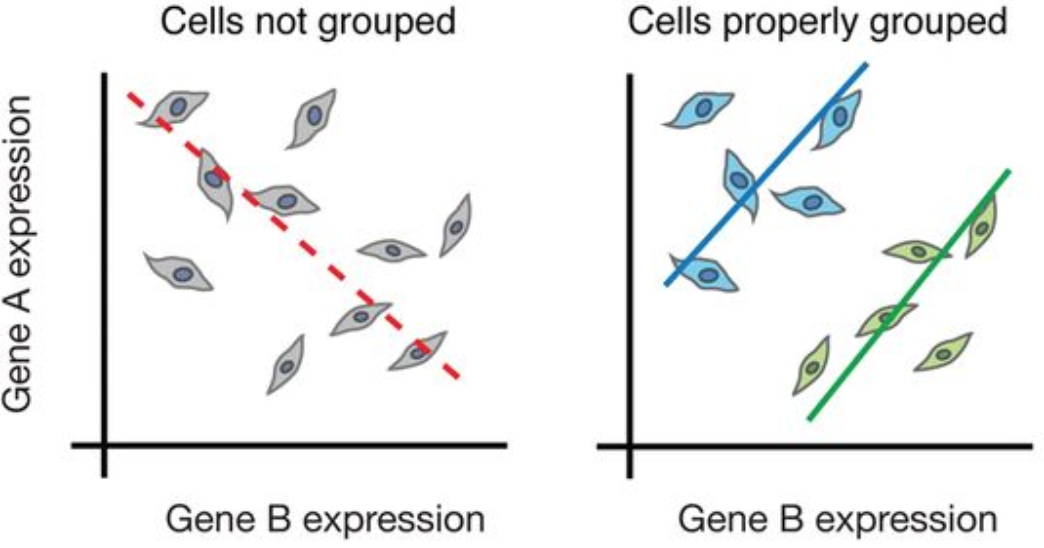 Cells not grouped
Cells properly grouped
Gene A expression
Gene B expression
Gene B expression